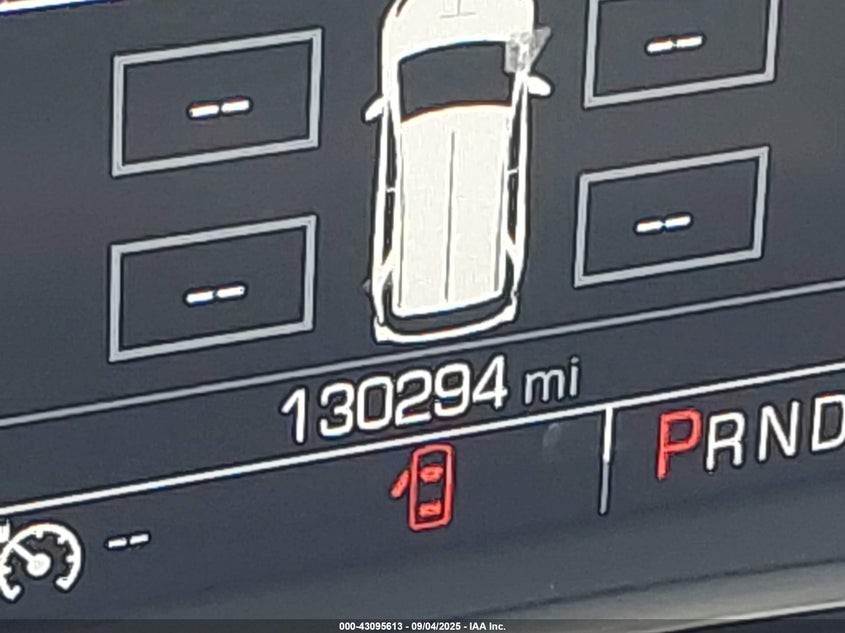 -- --
-- --
130294 mi
PRND
--
000-43095613 - 09/04/2025 - IAA Inc.